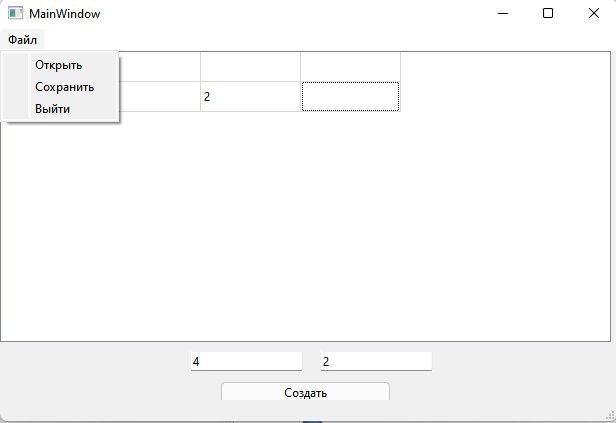 MainWindow
Файл
Открыть
Сохранить
Выйти
2
4
2
Создать